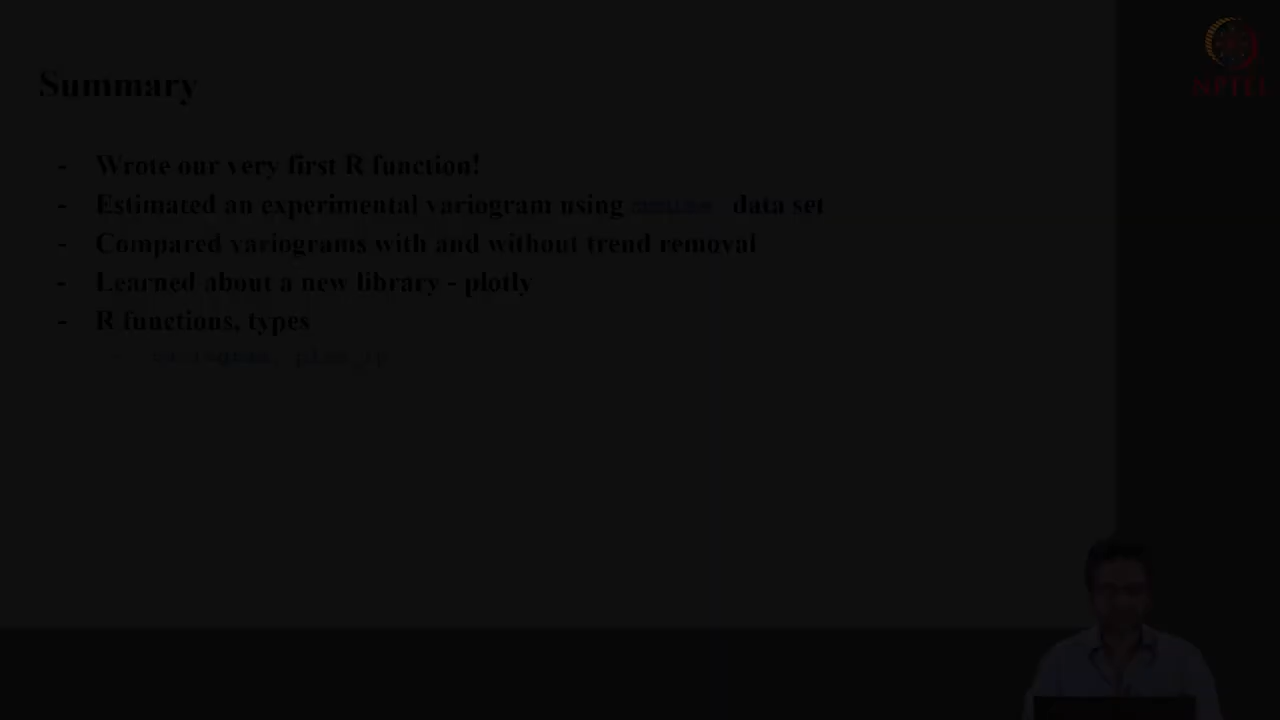 NPTEL
Summary
- Wrote our very first R function!
- Estimated an experimental variogram using data set
- Compared variograms with and without trend removal
- Learned about a new library - plotly
- R functions, types